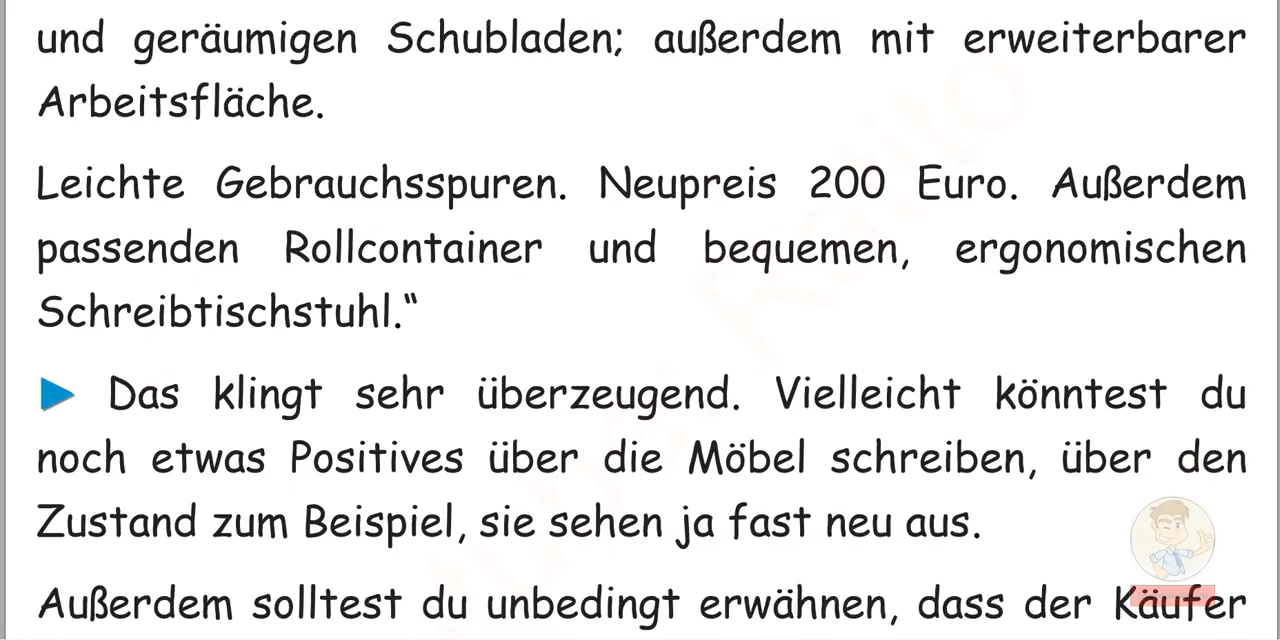 und geräumigen Schubladen; außerdem mit erweiterbarer
Arbeitsfläche.
Leichte Gebrauchsspuren. Neupreis 200 Euro. Außerdem
passenden Rollcontainer und bequemen, ergonomischen
Schreibtischstuhl.“
► Das klingt sehr überzeugend. Vielleicht könntest du
noch etwas Positives über die Möbel schreiben, über den
Zustand zum Beispiel, sie sehen ja fast neu aus.
Außerdem solltest du unbedingt erwähnen, dass der Käufer